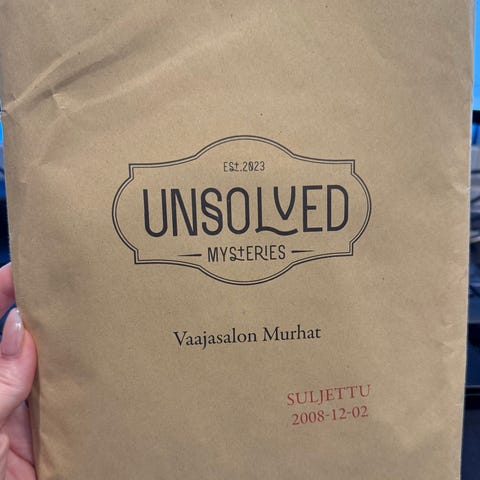 EST.2023
UNSOLVED
MYSTERIES
Vaajasalon Murhat
SULJETTU
2008-12-02